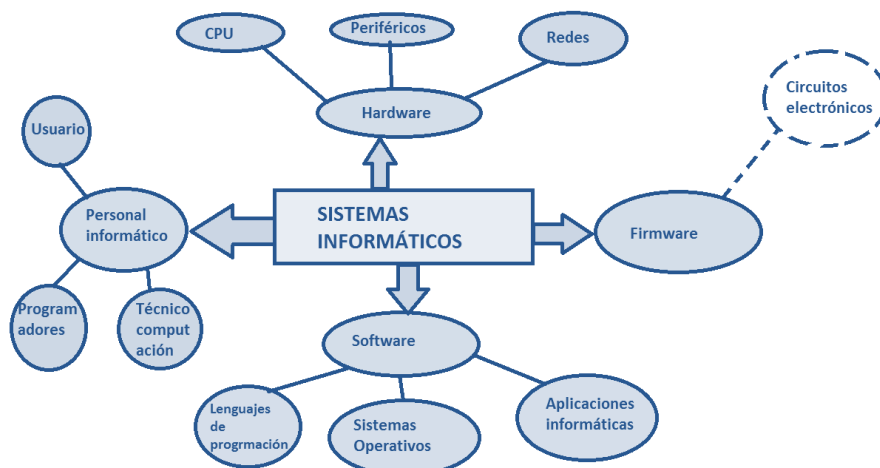 CPU
Periféricos
Redes
Hardware
Circuitos
electrónicos
Usuario
Personal
informático
SISTEMAS
INFORMÁTICOS
Firmware
Program
adores
Técnico
comput
ación
Software
Lenguajes
de
progrmación
Sistemas
Operativos
Aplicaciones
informáticas